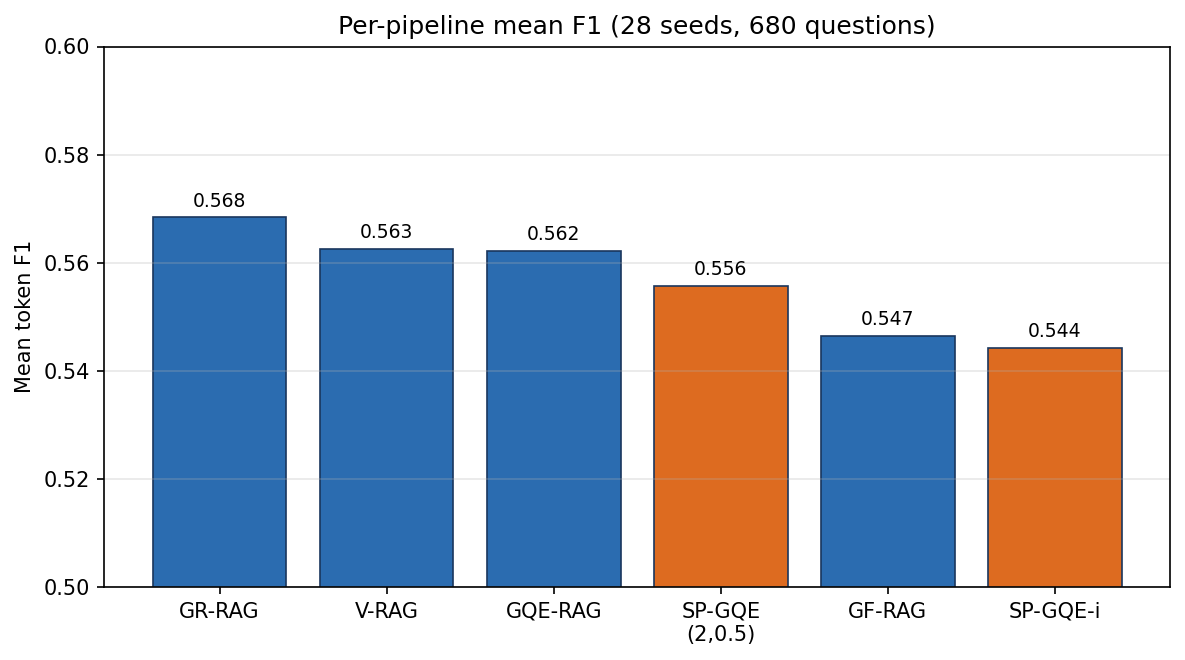 Per-pipeline mean F1 (28 seeds, 680 questions)
Mean token F1
0.60
0.58
0.56
0.54
0.52
0.50
0.568
0.563
0.562
0.556
0.547
0.544
GR-RAG
V-RAG
GQE-RAG
SP-GQE
(2,0.5)
GF-RAG
SP-GQE-i